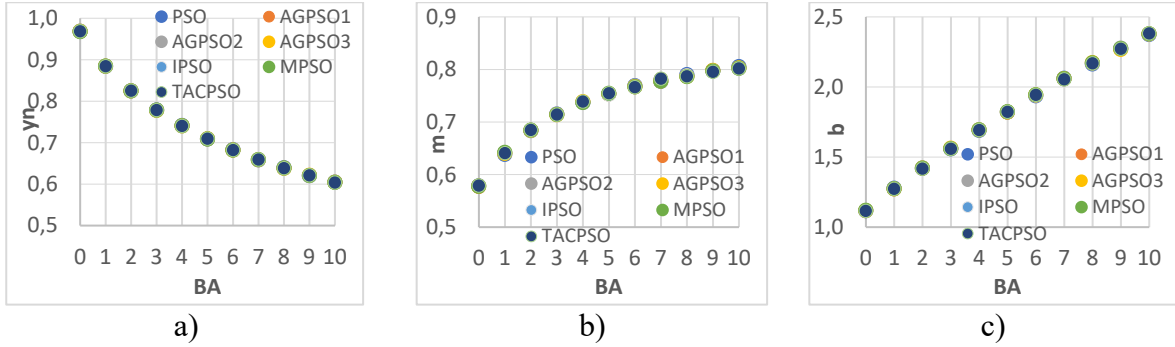 1,0
0,9
0,8
0,7
0,6
0,5
yn
PSO AGPSO1
AGPSO2 AGPSO3
IPSO MPSO
TACPSO
0 1 2 3 4 5 6 7 8 9 10
BA
a)
0,9
0,8
0,7
0,6
0,5
m
PSO AGPSO1
AGPSO2 AGPSO3
IPSO MPSO
TACPSO
0 1 2 3 4 5 6 7 8 9 10
BA
b)
2,5
2,0
1,5
1,0
b
PSO AGPSO1
AGPSO2 AGPSO3
IPSO MPSO
TACPSO
0 1 2 3 4 5 6 7 8 9 10
BA
c)